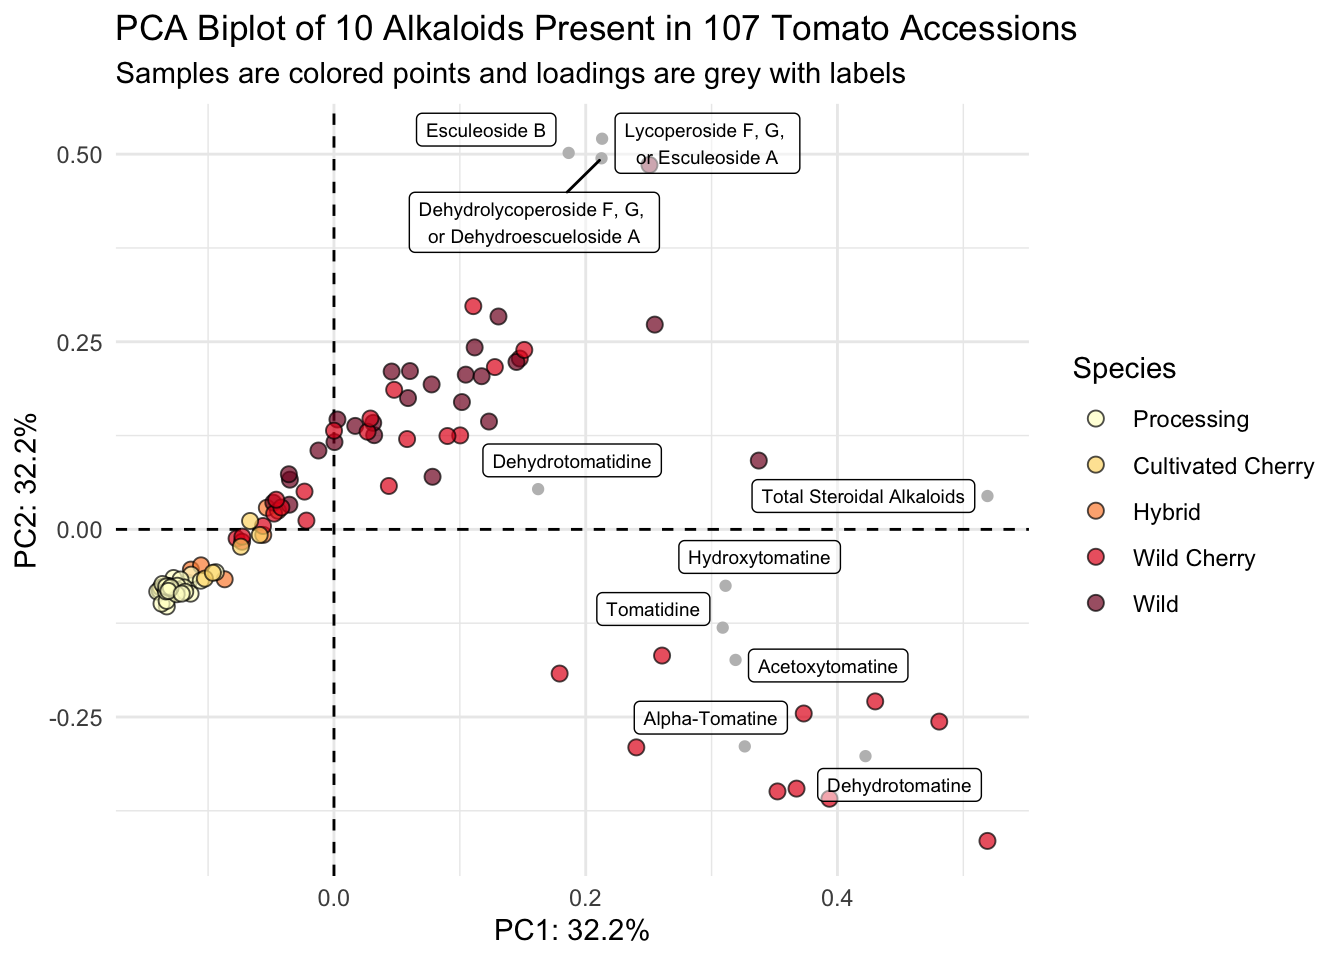 PCA Biplot of 10 Alkaloids Present in 107 Tomato Accessions
Samples are colored points and loadings are grey with labels
Esculeoside B
Lycoperoside F, G,
or Esculeoside A
Dehydrolycoperoside F, G,
or Dehydroescueloside A
Dehydrotomatidine
Total Steroidal Alkaloids
Hydroxytomatine
Tomatidine
Acetoxytomatine
Alpha-Tomatine
Dehydrotomatine
0.50
0.25
0.00
-0.25
PC2: 32.2%
0.0
0.2
0.4
PC1: 32.2%
Species
Processing
Cultivated Cherry
Hybrid
Wild Cherry
Wild